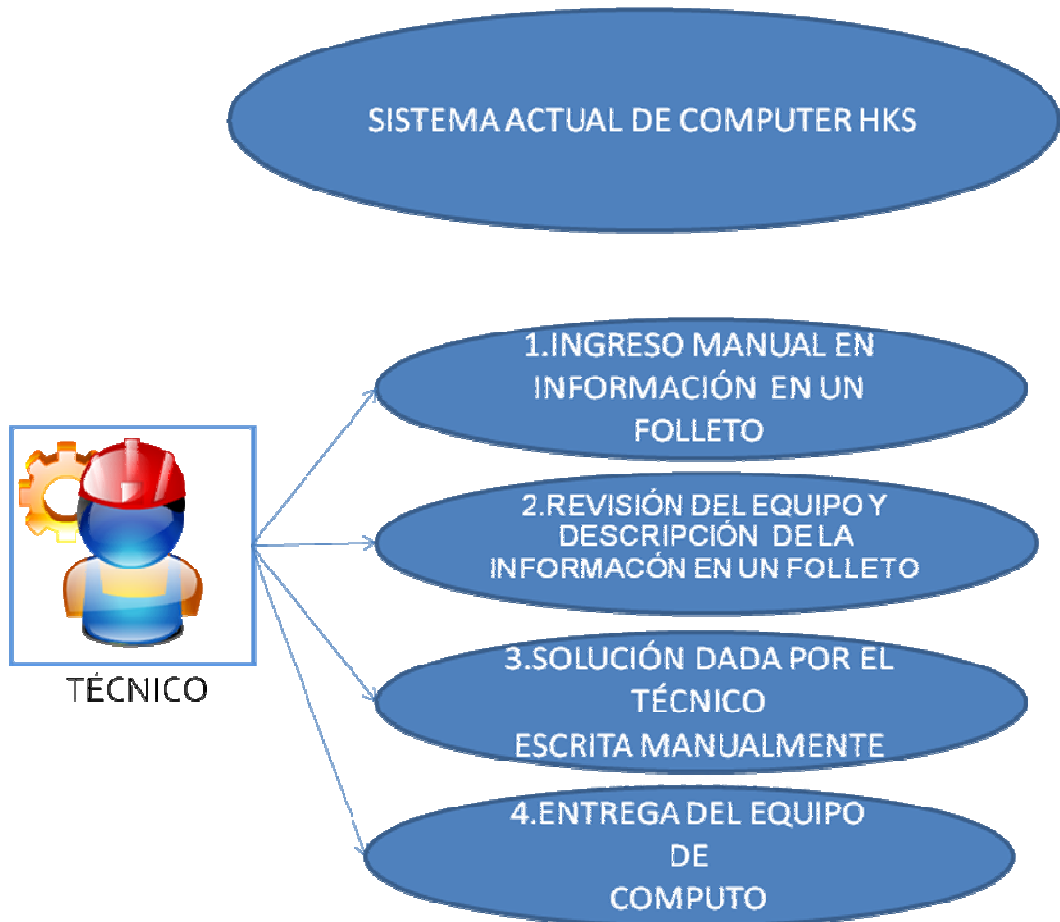 SISTEMA ACTUAL DE COMPUTER HKS
1.INGRESO MANUAL EN
INFORMACIÓN EN UN
FOLLETO
2.REVISIÓN DEL EQUIPO Y
DESCRIPCIÓN DE LA
INFORMACÓN EN UN FOLLETO
3.SOLUCIÓN DADA POR EL
TÉCNICO
ESCRITA MANUALMENTE
4.ENTREGA DEL EQUIPO
DE
COMPUTO
TÉCNICO